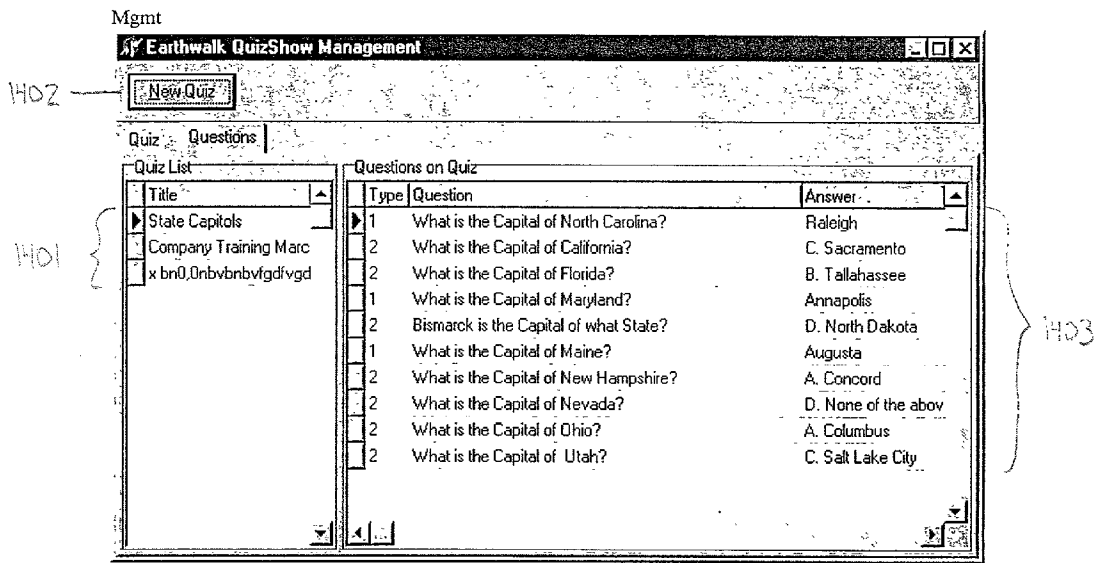 Mgmt
Earthwalk QuizShow Management
1402
New Quiz
Quiz Questions
Quiz List Questions on Quiz
Title Type Question Answer
State Capitols 1 What is the Capital of North Carolina? Raleigh
Company Training Marc 2 What is the Capital of California? C. Sacramento
1401
x bn0,0nbvbnbvfgdfvgd 2 What is the Capital of Florida? B. Tallahassee
1 What is the Capital of Maryland? Annapolis
2 Bismarck is the Capital of what State? D. North Dakota
1403
1 What is the Capital of Maine? Augusta
2 What is the Capital of New Hampshire? A. Concord
2 What is the Capital of Nevada? D. None of the abov
2 What is the Capital of Ohio? A. Columbus
2 What is the Capital of Utah? C. Salt Lake City